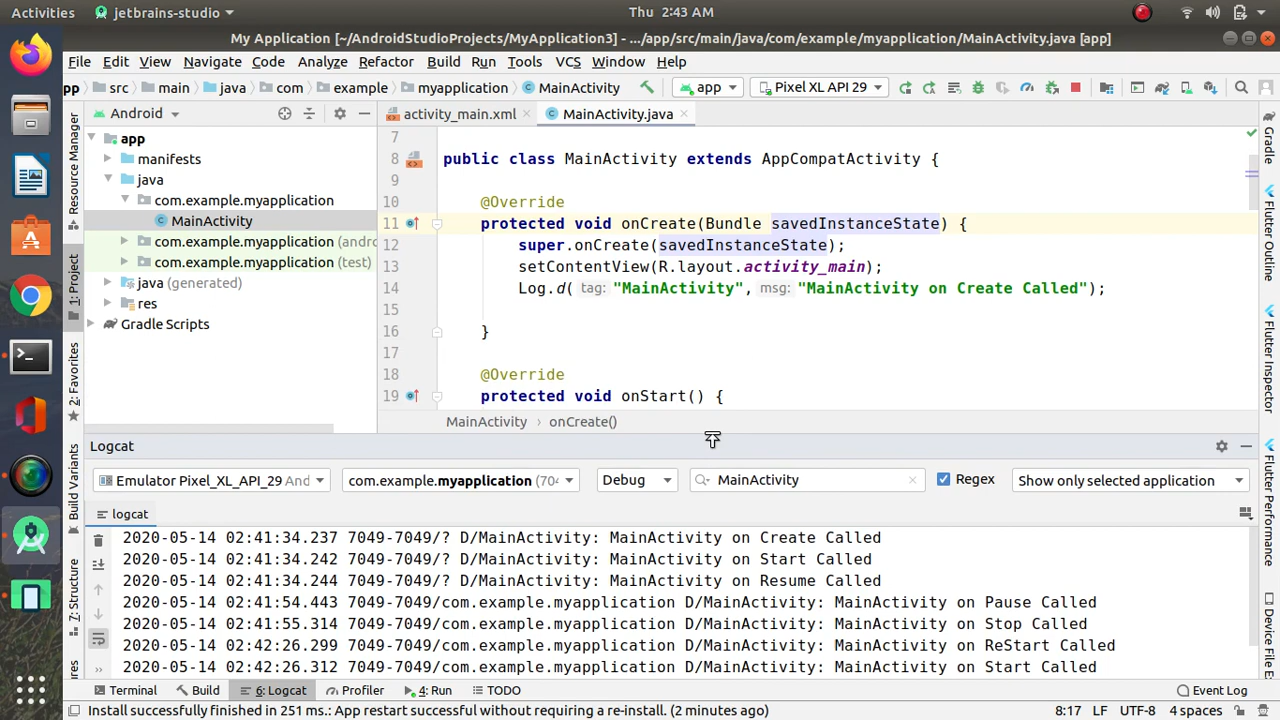 Activities jetbrains-studio Thu 2:43 AM
My Application [~/AndroidStudioProjects/MyApplication3] - .../app/src/main/java/com/example/myapplication/MainActivity.java [app]
File Edit View Navigate Code Analyze Refactor Build Run Tools VCS Window Help
pp src main java com example myapplication MainActivity app Pixel XL API 29
Android activity_main.xml MainActivity.java
app
manifests
java
com.example.myapplication
MainActivity
com.example.myapplication (andro
com.example.myapplication (test)
java (generated)
res
Gradle Scripts
7
8 public class MainActivity extends AppCompatActivity {
9
10 @Override
11 protected void onCreate(Bundle savedInstanceState) {
12 super.onCreate(savedInstanceState);
13 setContentView(R.layout.activity_main);
14 Log.d( tag: "MainActivity", msg: "MainActivity on Create Called");
15
16 }
17
18 @Override
19 protected void onStart() {
MainActivity › onCreate()
Resource Manager
1: Project
2: Favorites
Build Variants
7: Structure
Gradle
Flutter Outline
Flutter Inspector
Flutter Performance
Device File E
Logcat
Emulator Pixel_XL_API_29 And com.example.myapplication (704 Debug MainActivity Regex Show only selected application
logcat
2020-05-14 02:41:34.237 7049-7049/? D/MainActivity: MainActivity on Create Called
2020-05-14 02:41:34.242 7049-7049/? D/MainActivity: MainActivity on Start Called
2020-05-14 02:41:34.244 7049-7049/? D/MainActivity: MainActivity on Resume Called
2020-05-14 02:41:54.443 7049-7049/com.example.myapplication D/MainActivity: MainActivity on Pause Called
2020-05-14 02:41:55.314 7049-7049/com.example.myapplication D/MainActivity: MainActivity on Stop Called
2020-05-14 02:42:26.299 7049-7049/com.example.myapplication D/MainActivity: MainActivity on ReStart Called
2020-05-14 02:42:26.312 7049-7049/com.example.myapplication D/MainActivity: MainActivity on Start Called
Terminal Build 6: Logcat Profiler 4: Run TODO Event Log
Install successfully finished in 251 ms.: App restart successful without requiring a re-install. (2 minutes ago) 8:17 LF UTF-8 4 spaces